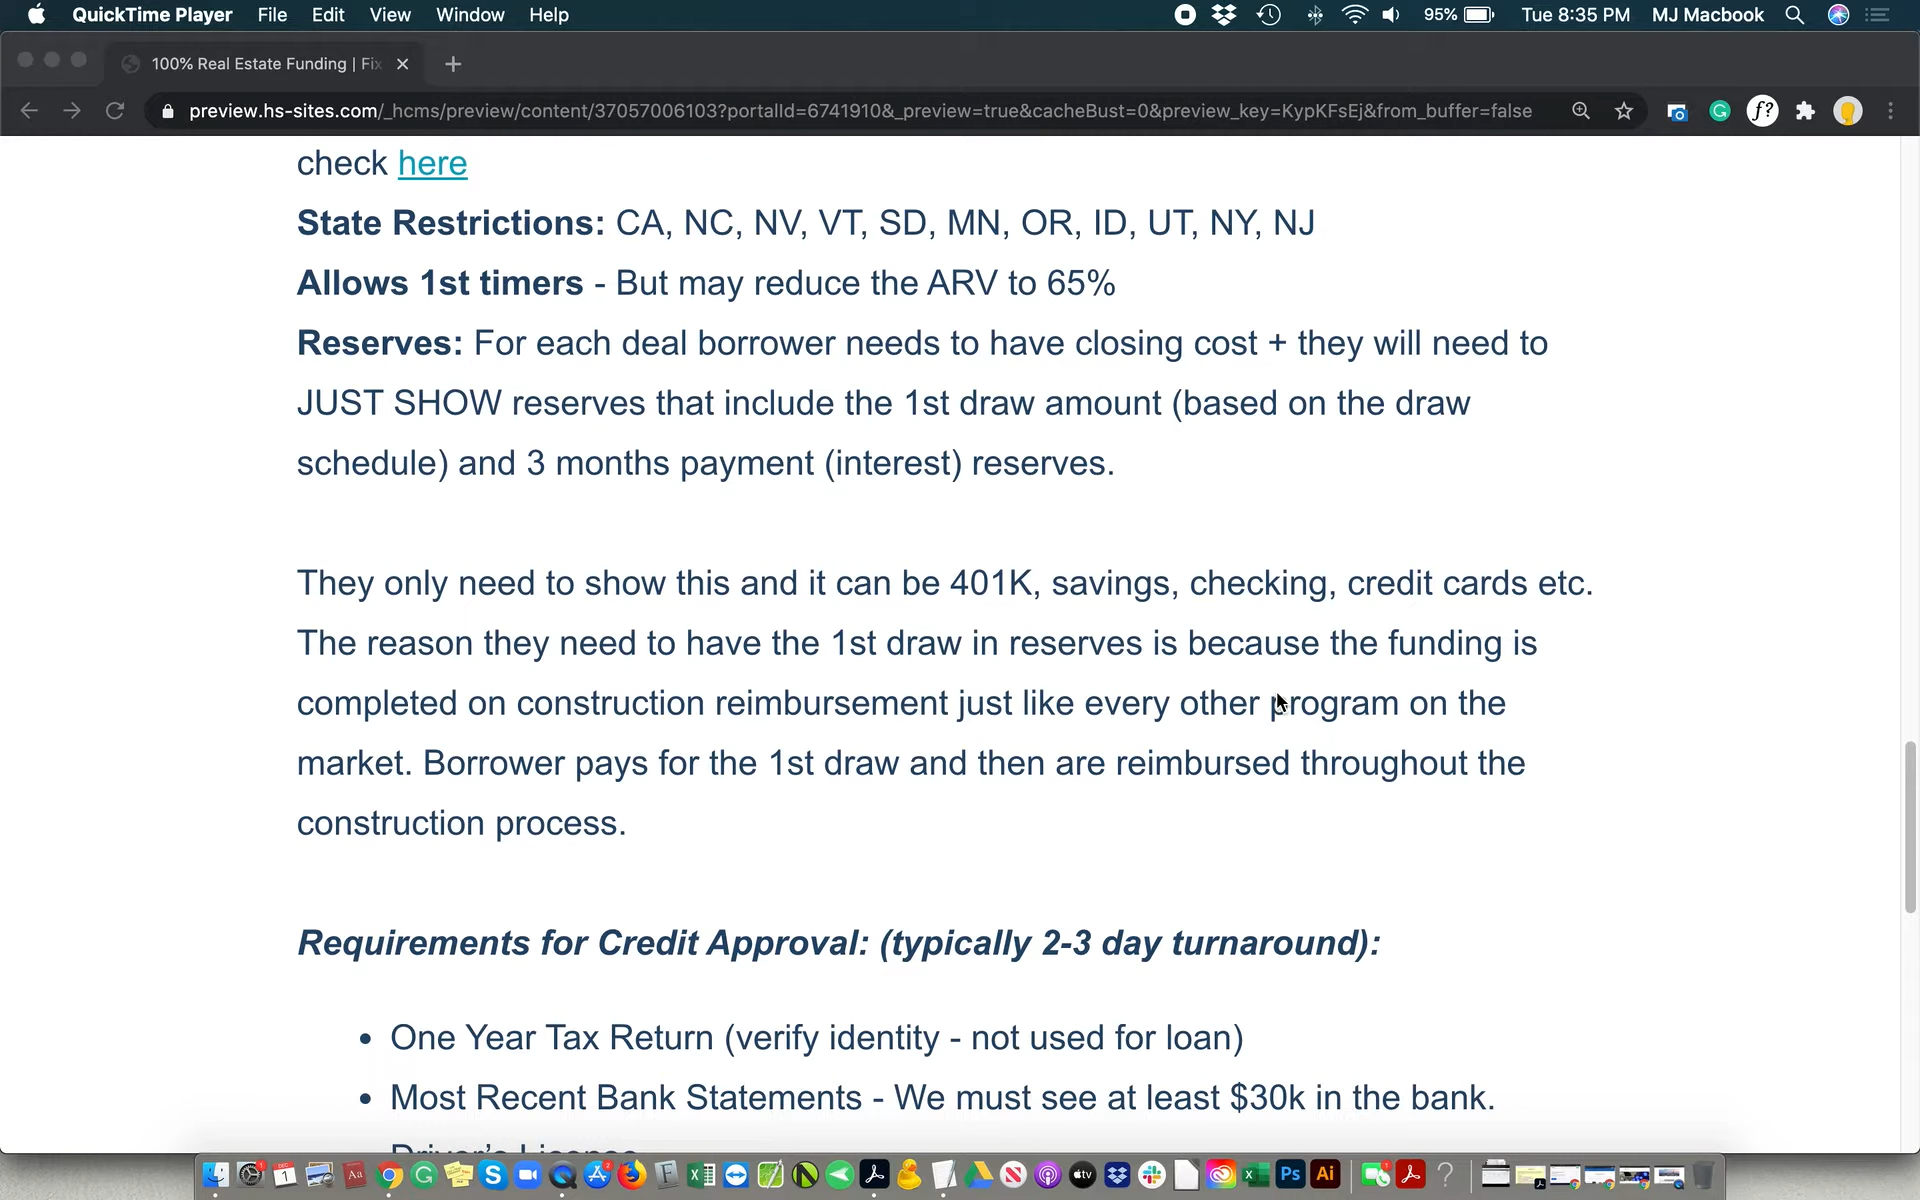 QuickTime Player File Edit View Window Help 95% Tue 8:35 PM MJ Macbook
100% Real Estate Funding | Fix
preview.hs-sites.com/_hcms/preview/content/37057006103?portalId=6741910&_preview=true&cacheBust=0&preview_key=KypKFsEj&from_buffer=false
check here
State Restrictions: CA, NC, NV, VT, SD, MN, OR, ID, UT, NY, NJ
Allows 1st timers - But may reduce the ARV to 65%
Reserves: For each deal borrower needs to have closing cost + they will need to
JUST SHOW reserves that include the 1st draw amount (based on the draw
schedule) and 3 months payment (interest) reserves.
They only need to show this and it can be 401K, savings, checking, credit cards etc.
The reason they need to have the 1st draw in reserves is because the funding is
completed on construction reimbursement just like every other program on the
market. Borrower pays for the 1st draw and then are reimbursed throughout the
construction process.
Requirements for Credit Approval: (typically 2-3 day turnaround):
• One Year Tax Return (verify identity - not used for loan)
• Most Recent Bank Statements - We must see at least $30k in the bank.
Driver's License